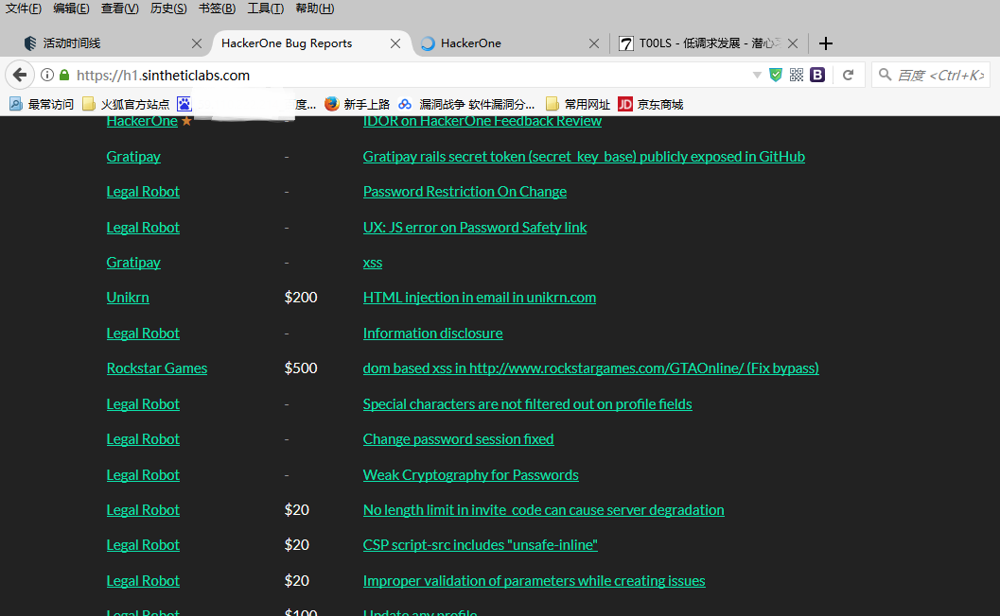 文件(F) 编辑(E) 查看(V) 历史(S) 书签(B) 工具(T) 帮助(H)
活动时间线 HackerOne Bug Reports HackerOne T00LS - 低调求发展 - 潜心
https://h1.sintheticlabs.com 百度 <Ctrl+K>
最常访问 火狐官方站点 度... 新手上路 漏洞战争 软件漏洞分... 常用网址 JD 京东商城
HackerOne - IDOR on HackerOne Feedback Review
Gratipay - Gratipay rails secret token (secret_key_base) publicly exposed in GitHub
Legal Robot - Password Restriction On Change
Legal Robot - UX: JS error on Password Safety link
Gratipay - xss
Unikrn $200 HTML injection in email in unikrn.com
Legal Robot - Information disclosure
Rockstar Games $500 dom based xss in http://www.rockstargames.com/GTAOnline/ (Fix bypass)
Legal Robot - Special characters are not filtered out on profile fields
Legal Robot - Change password session fixed
Legal Robot - Weak Cryptography for Passwords
Legal Robot $20 No length limit in invite_code can cause server degradation
Legal Robot $20 CSP script-src includes "unsafe-inline"
Legal Robot $20 Improper validation of parameters while creating issues
Legal Robot $100 Update any profile